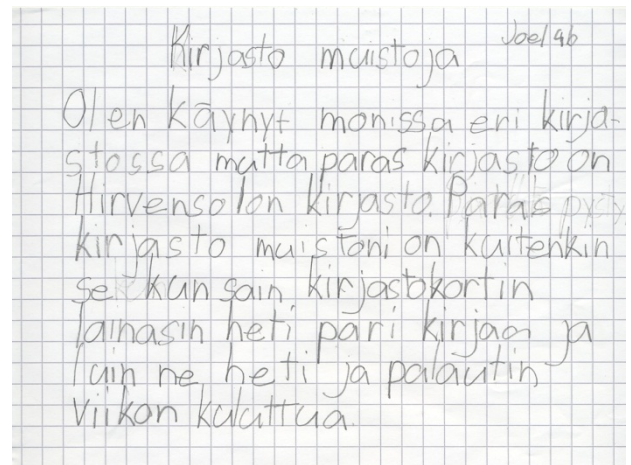 Joel 4b
Kirjasto muistoja
Olen käynyt monissa eri kirja-
stossa mutta paras kirjasto on
Hirvensalon kirjasto. Paras
kirjasto muistoni on kuitenkin
se kun sain kirjastokortin
lainasin heti pari kirjaa ja
luin ne heti ja palautin
viikon kuluttua.